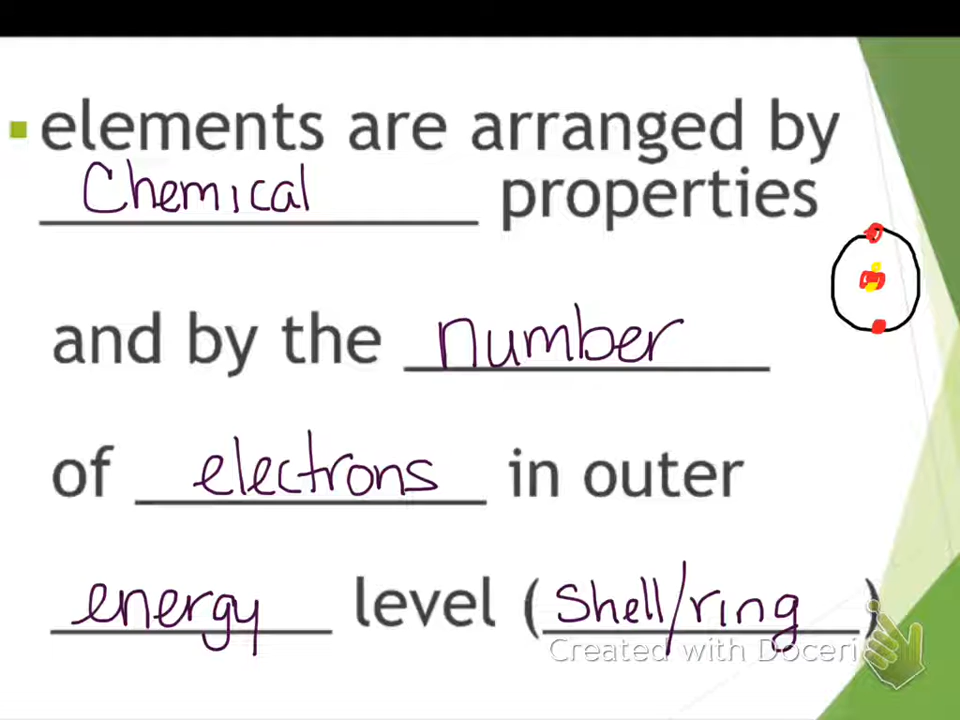 elements are arranged by
Chemical properties
and by the number
of electrons in outer
energy level (shell/ring)
Created with Doceri